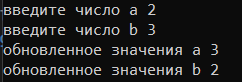 введите число a 2
введите число b 3
обновленное значения a 3
обновленное значения b 2